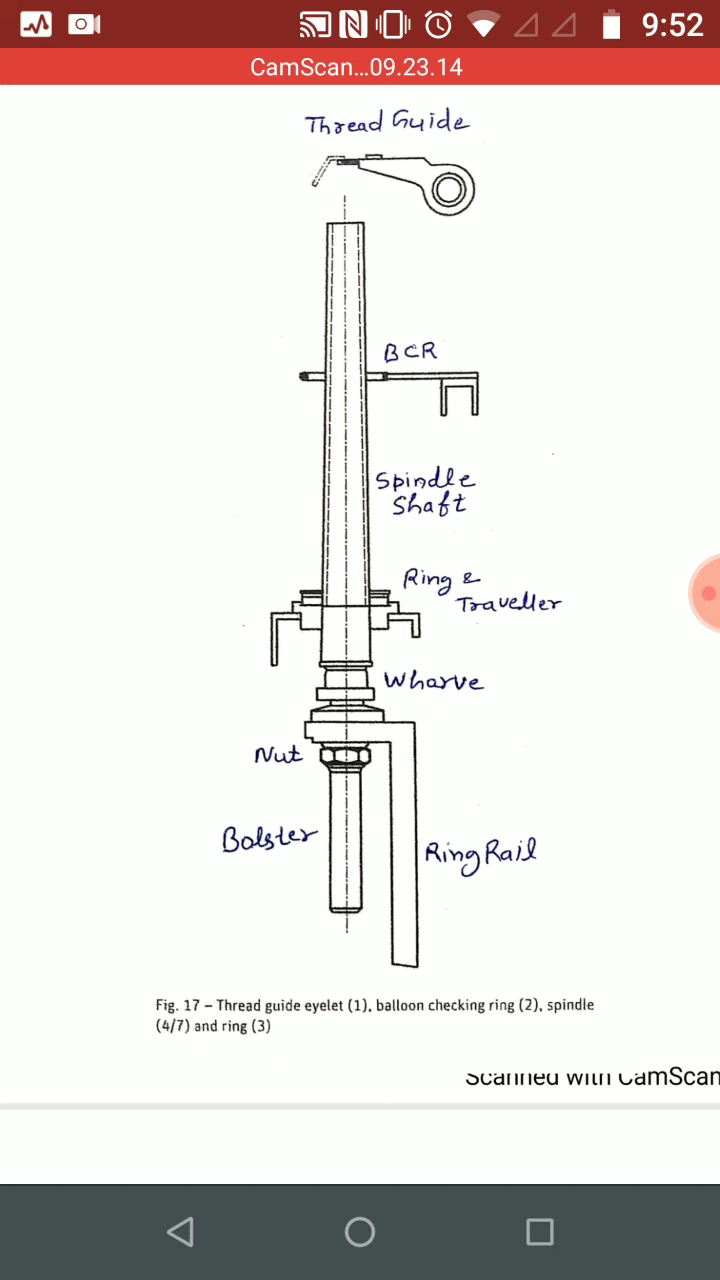 9:52
CamScan...09.23.14
Thread Guide
BCR
Spindle
Shaft
Ring &
Traveller
Wharve
Nut
Bolster
Ring Rail
Fig. 17 – Thread guide eyelet (1), balloon checking ring (2), spindle
(4/7) and ring (3)
Scanned with CamScan